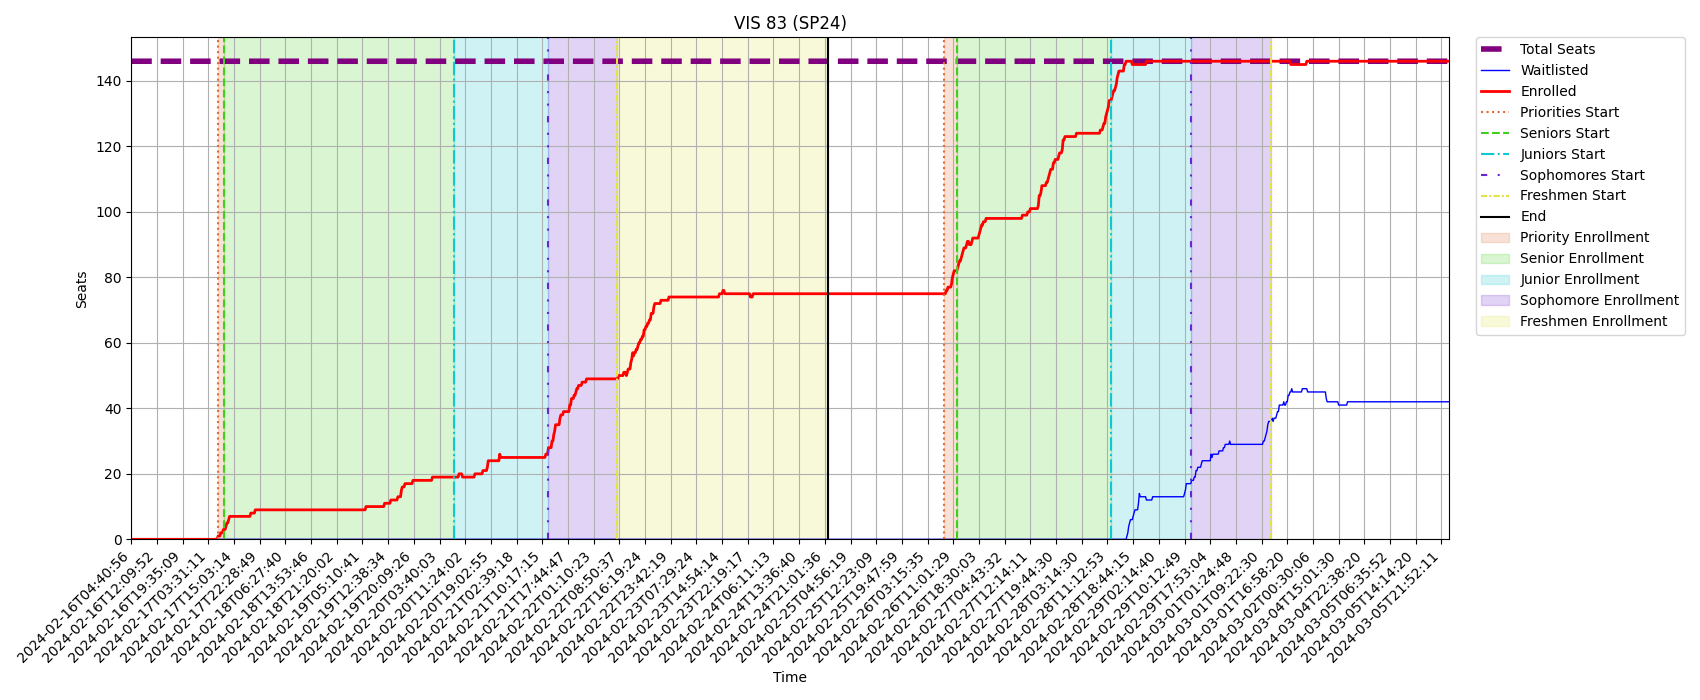 VIS 83 (SP24)
Seats
140
120
100
80
60
40
20
0
2024-02-16T04:40:56
2024-02-16T12:09:52
2024-02-16T19:35:09
2024-02-17T03:31:11
2024-02-17T15:03:14
2024-02-17T22:28:49
2024-02-18T06:27:40
2024-02-18T13:53:46
2024-02-18T21:20:02
2024-02-19T05:10:41
2024-02-19T12:38:34
2024-02-19T20:09:26
2024-02-20T03:40:03
2024-02-20T11:24:02
2024-02-20T19:02:55
2024-02-21T02:39:18
2024-02-21T10:17:15
2024-02-21T17:44:47
2024-02-22T01:10:23
2024-02-22T08:50:37
2024-02-22T16:19:24
2024-02-22T23:42:19
2024-02-23T07:29:24
2024-02-23T14:54:14
2024-02-23T22:19:17
2024-02-24T06:11:13
2024-02-24T13:36:40
2024-02-24T21:01:36
2024-02-25T04:56:19
2024-02-25T12:23:09
2024-02-25T19:47:59
2024-02-26T03:15:35
2024-02-26T11:01:29
2024-02-26T18:30:03
2024-02-27T04:43:32
2024-02-27T12:14:11
2024-02-27T19:44:30
2024-02-28T03:14:30
2024-02-28T11:12:53
2024-02-28T18:44:15
2024-02-29T02:14:40
2024-02-29T10:12:49
2024-02-29T17:53:04
2024-03-01T01:24:48
2024-03-01T09:22:30
2024-03-01T16:58:20
2024-03-02T00:30:06
2024-03-04T15:01:30
2024-03-04T22:38:20
2024-03-05T06:35:52
2024-03-05T14:14:20
2024-03-05T21:52:11
Time
Total Seats
Waitlisted
Enrolled
Priorities Start
Seniors Start
Juniors Start
Sophomores Start
Freshmen Start
End
Priority Enrollment
Senior Enrollment
Junior Enrollment
Sophomore Enrollment
Freshmen Enrollment